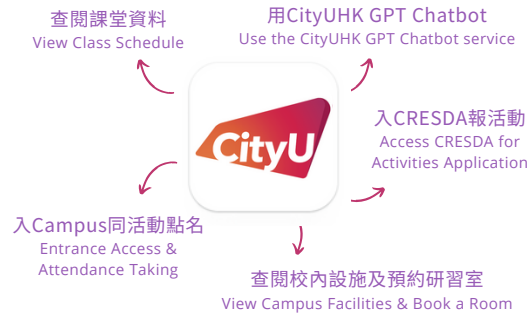 查閱課堂資料
View Class Schedule
用CityUHK GPT Chatbot
Use the CityUHK GPT Chatbot service
CityU
入CRESDA報活動
Access CRESDA for
Activities Application
入Campus同活動點名
Entrance Access &
Attendance Taking
查閱校內設施及預約研習室
View Campus Facilities & Book a Room